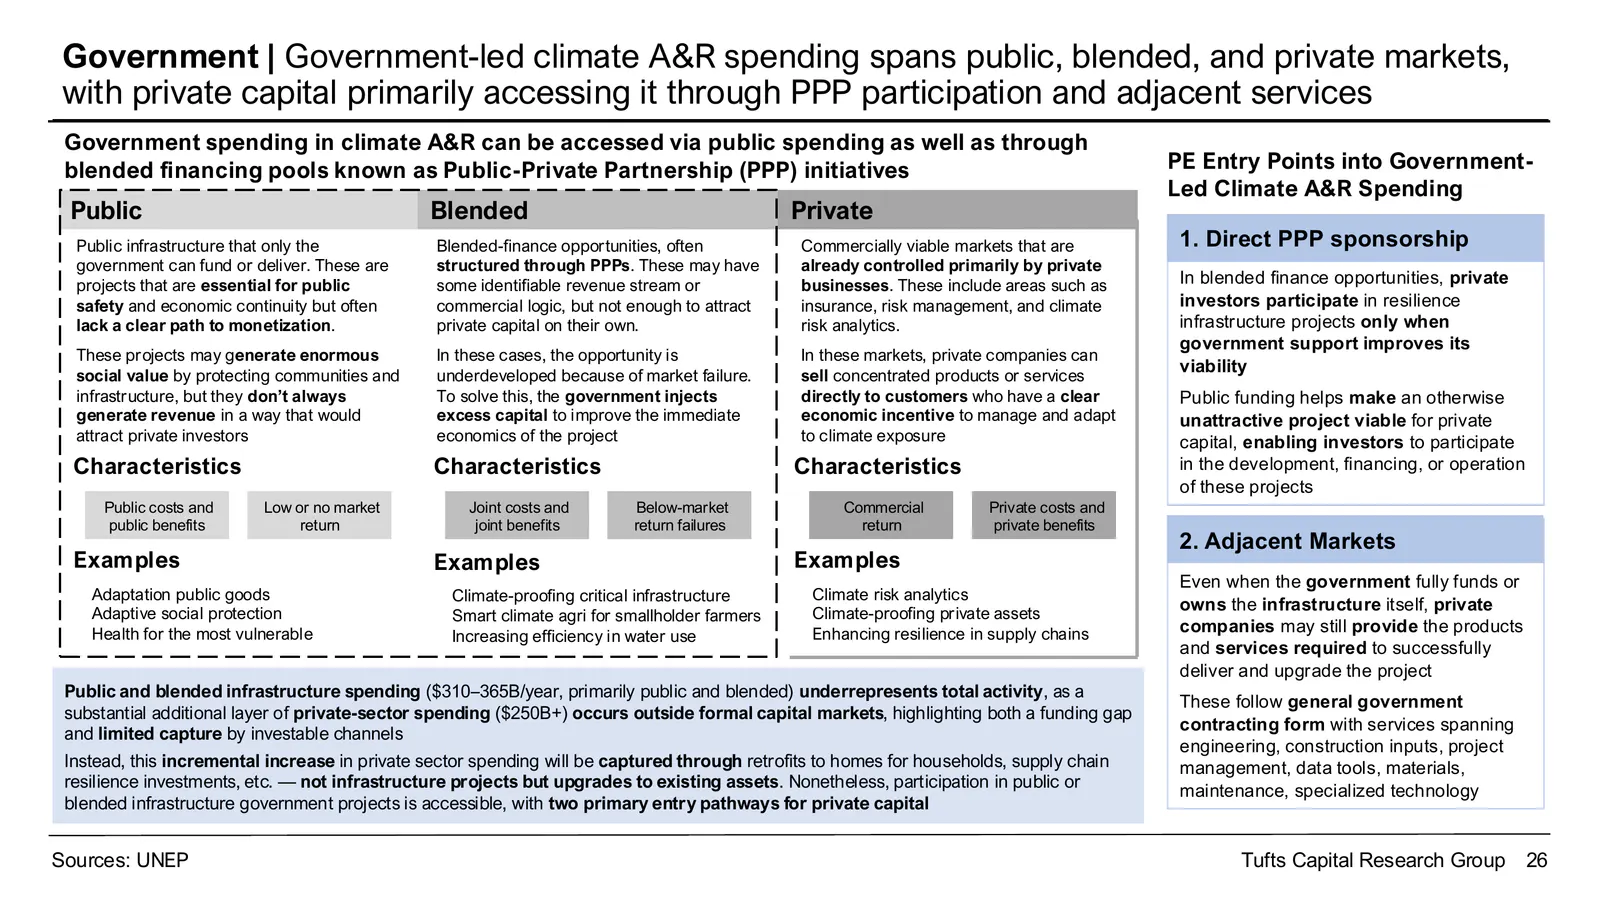 Government | Government-led climate A&R spending spans public, blended, and private markets,
with private capital primarily accessing it through PPP participation and adjacent services
Government spending in climate A&R can be accessed via public spending as well as through
blended financing pools known as Public-Private Partnership (PPP) initiatives
Public
Public infrastructure that only the
government can fund or deliver. These are
projects that are essential for public
safety and economic continuity but often
lack a clear path to monetization.
These projects may generate enormous
social value by protecting communities and
infrastructure, but they don’t always
generate revenue in a way that would
attract private investors
Characteristics
Public costs and
public benefits
Low or no market
return
Examples
Adaptation public goods
Adaptive social protection
Health for the most vulnerable
Blended
Blended-finance opportunities, often
structured through PPPs. These may have
some identifiable revenue stream or
commercial logic, but not enough to attract
private capital on their own.
In these cases, the opportunity is
underdeveloped because of market failure.
To solve this, the government injects
excess capital to improve the immediate
economics of the project
Characteristics
Joint costs and
joint benefits
Below-market
return failures
Examples
Climate-proofing critical infrastructure
Smart climate agri for smallholder farmers
Increasing efficiency in water use
Private
Commercially viable markets that are
already controlled primarily by private
businesses. These include areas such as
insurance, risk management, and climate
risk analytics.
In these markets, private companies can
sell concentrated products or services
directly to customers who have a clear
economic incentive to manage and adapt
to climate exposure
Characteristics
Commercial
return
Private costs and
private benefits
Examples
Climate risk analytics
Climate-proofing private assets
Enhancing resilience in supply chains
Public and blended infrastructure spending ($310–365B/year, primarily public and blended) underrepresents total activity, as a
substantial additional layer of private-sector spending ($250B+) occurs outside formal capital markets, highlighting both a funding gap
and limited capture by investable channels
Instead, this incremental increase in private sector spending will be captured through retrofits to homes for households, supply chain
resilience investments, etc. — not infrastructure projects but upgrades to existing assets. Nonetheless, participation in public or
blended infrastructure government projects is accessible, with two primary entry pathways for private capital
PE Entry Points into Government-
Led Climate A&R Spending
1. Direct PPP sponsorship
In blended finance opportunities, private
investors participate in resilience
infrastructure projects only when
government support improves its
viability
Public funding helps make an otherwise
unattractive project viable for private
capital, enabling investors to participate
in the development, financing, or operation
of these projects
2. Adjacent Markets
Even when the government fully funds or
owns the infrastructure itself, private
companies may still provide the products
and services required to successfully
deliver and upgrade the project
These follow general government
contracting form with services spanning
engineering, construction inputs, project
management, data tools, materials,
maintenance, specialized technology
Sources: UNEP
Tufts Capital Research Group 26